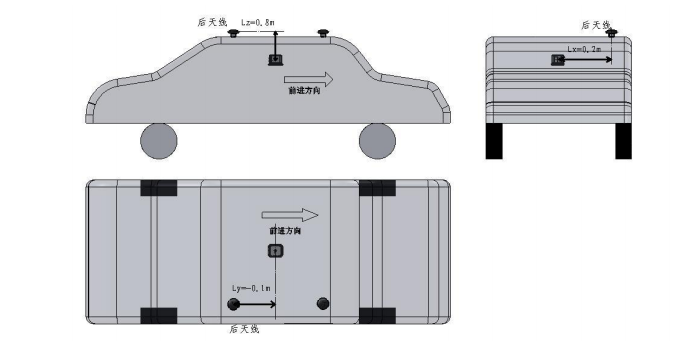 后天线 Lz=0.8m
前进方向
后天线
Lx=0.2m
前进方向
Ly=-0.1m
后天线